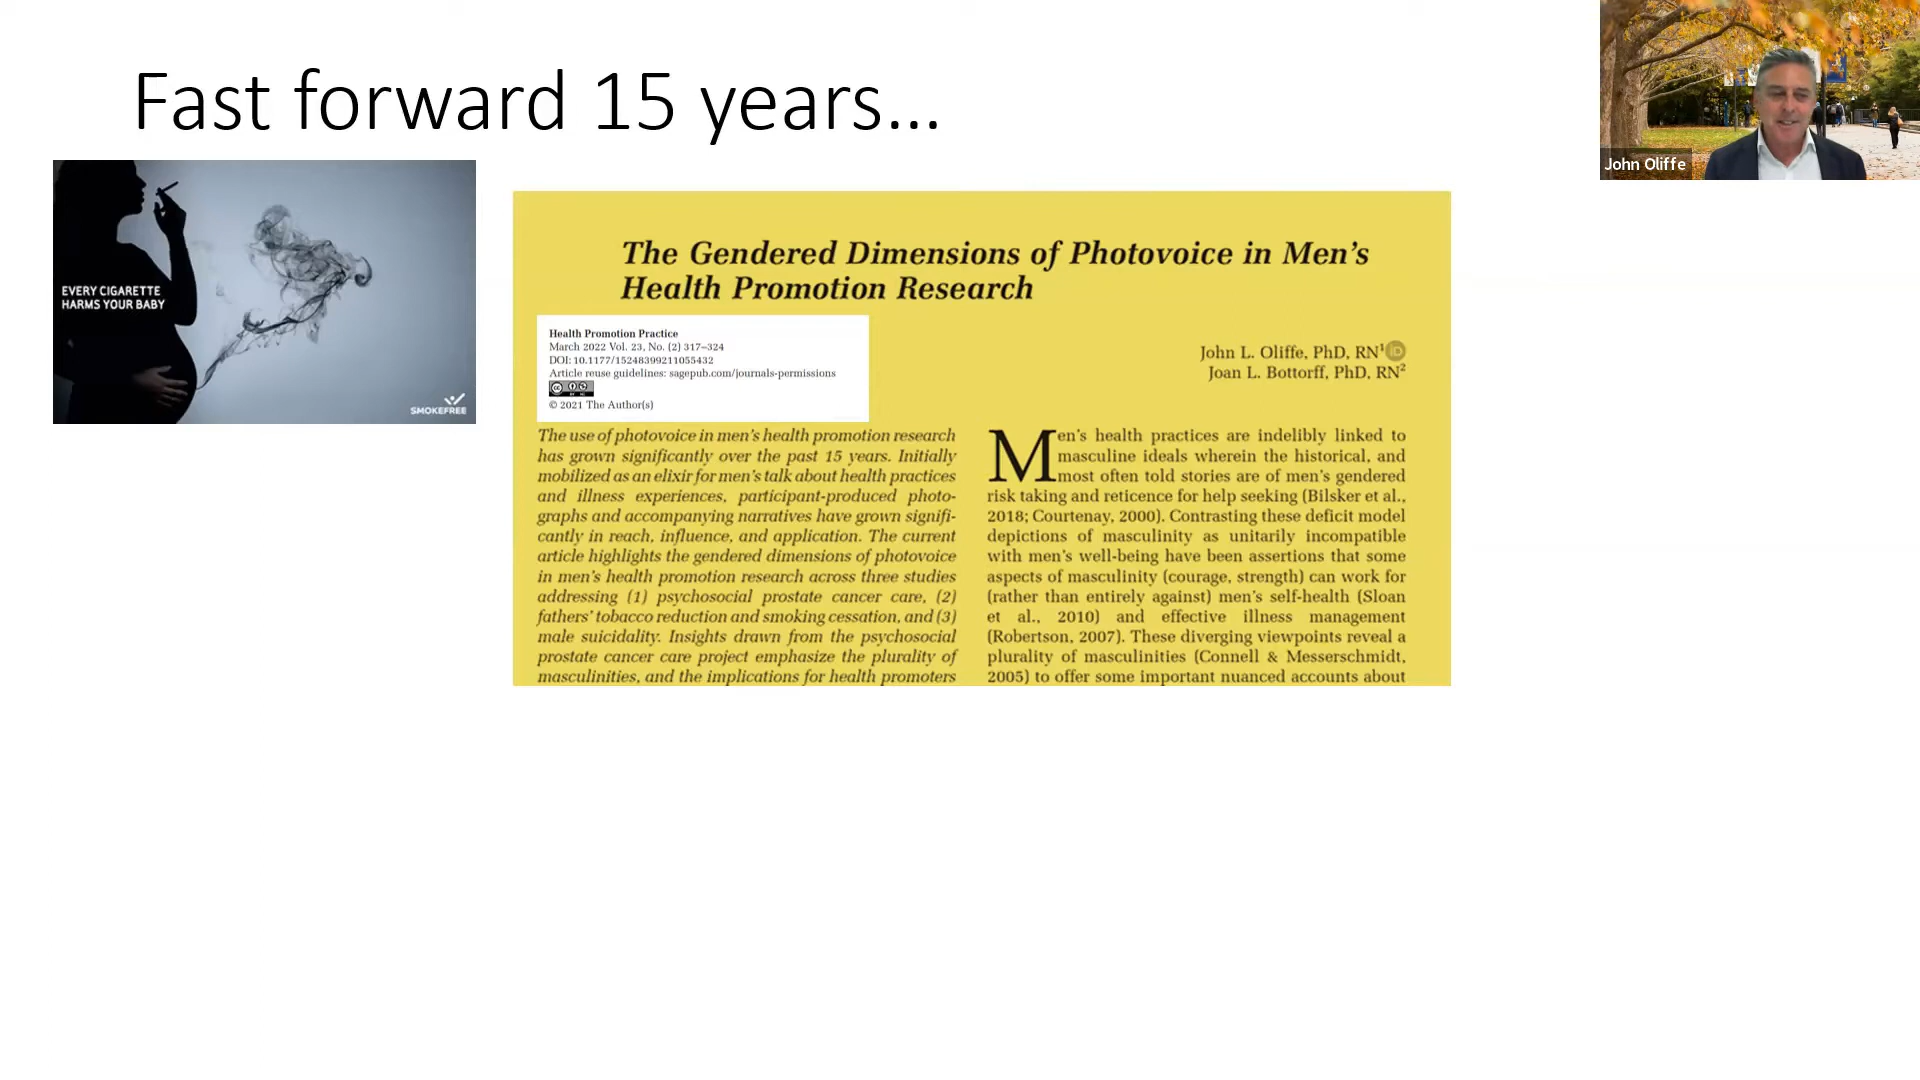 Fast forward 15 years...
John Oliffe
EVERY CIGARETTE
HARMS YOUR BABY
SMOKEFREE
The Gendered Dimensions of Photovoice in Men's
Health Promotion Research
Health Promotion Practice
March 2022 Vol. 23, No. (2) 317–324
DOI: 10.1177/15248399211055432
Article reuse guidelines: sagepub.com/journals-permissions
© 2021 The Author(s)
John L. Oliffe, PhD, RN¹
Joan L. Bottorff, PhD, RN²
The use of photovoice in men's health promotion research
has grown significantly over the past 15 years. Initially
mobilized as an elixir for men's talk about health practices
and illness experiences, participant-produced photo-
graphs and accompanying narratives have grown signifi-
cantly in reach, influence, and application. The current
article highlights the gendered dimensions of photovoice
in men's health promotion research across three studies
addressing (1) psychosocial prostate cancer care, (2)
fathers' tobacco reduction and smoking cessation, and (3)
male suicidality. Insights drawn from the psychosocial
prostate cancer care project emphasize the plurality of
masculinities, and the implications for health promoters
Men's health practices are indelibly linked to
masculine ideals wherein the historical, and
most often told stories are of men's gendered
risk taking and reticence for help seeking (Bilsker et al.,
2018; Courtenay, 2000). Contrasting these deficit model
depictions of masculinity as unitarily incompatible
with men's well-being have been assertions that some
aspects of masculinity (courage, strength) can work for
(rather than entirely against) men's self-health (Sloan
et al., 2010) and effective illness management
(Robertson, 2007). These diverging viewpoints reveal a
plurality of masculinities (Connell & Messerschmidt,
2005) to offer some important nuanced accounts about